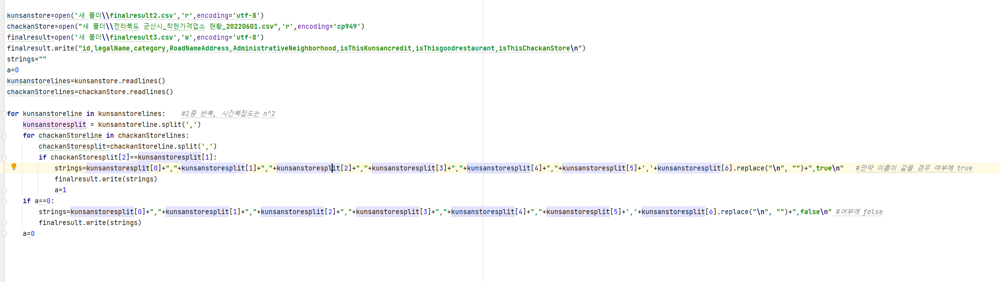 kunsanstore=open('새 폴더\\finalresult2.csv','r',encoding='utf-8')
chackanStore=open("새 폴더\\전라북도 군산시_착한가격업소 현황_20220601.csv",'r',encoding='cp949')
finalresult=open('새 폴더\\finalresult3.csv','w',encoding='utf-8')
finalresult.write("id,legalName,category,RoadNameAddress,AdministrativeNeighborhood,isThisKunsancredit,isThisgoodrestaurant,isThisChackanStore\n")
strings=""
a=0
kunsanstorelines=kunsanstore.readlines()
chackanStorelines=chackanStore.readlines()
for kunsanstoreline in kunsanstorelines:    #2중 반복, 시간복잡도는 n^2
    kunsanstoresplit = kunsanstoreline.split(',')
    for chackanStoreline in chackanStorelines:
        chackanStoresplit=chackanStoreline.split(',')
        if chackanStoresplit[2]==kunsanstoresplit[1]:
            strings=kunsanstoresplit[0]+","+kunsanstoresplit[1]+","+kunsanstoresplit[2]+","+kunsanstoresplit[3]+","+kunsanstoresplit[4]+","+kunsanstoresplit[5]+','+kunsanstoresplit[6].replace("\n", "")+",true\n"   #만약 이름이 같을 경우 여부에 true
            finalresult.write(strings)
            a=1
    if a==0:
        strings=kunsanstoresplit[0]+","+kunsanstoresplit[1]+","+kunsanstoresplit[2]+","+kunsanstoresplit[3]+","+kunsanstoresplit[4]+","+kunsanstoresplit[5]+','+kunsanstoresplit[6].replace("\n", "")+",false\n" #여부에 false
        finalresult.write(strings)
    a=0